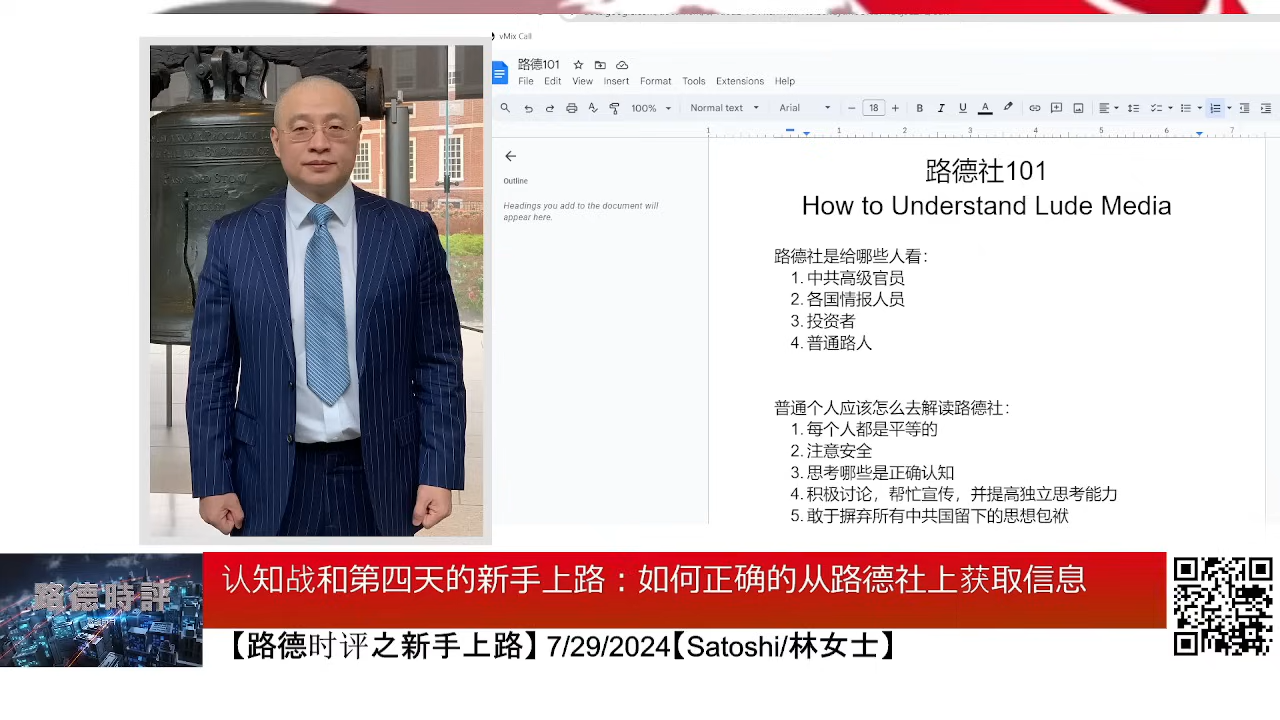 vMix Call
路德101
File Edit View Insert Format Tools Extensions Help
100% Normal text Arial 18
1 1 2 3 4 5 6 7
Outline
Headings you add to the document will
appear here.
路德社101
How to Understand Lude Media
路德社是给哪些人看：
1. 中共高级官员
2. 各国情报人员
3. 投资者
4. 普通路人
普通个人应该怎么去解读路德社：
1. 每个人都是平等的
2. 注意安全
3. 思考哪些是正确认知
4. 积极讨论，帮忙宣传，并提高独立思考能力
5. 敢于摒弃所有中共国留下的思想包袱
路德時評
认知战和第四天的新手上路：如何正确的从路德社上获取信息
【路德时评之新手上路】7/29/2024【Satoshi/林女士】